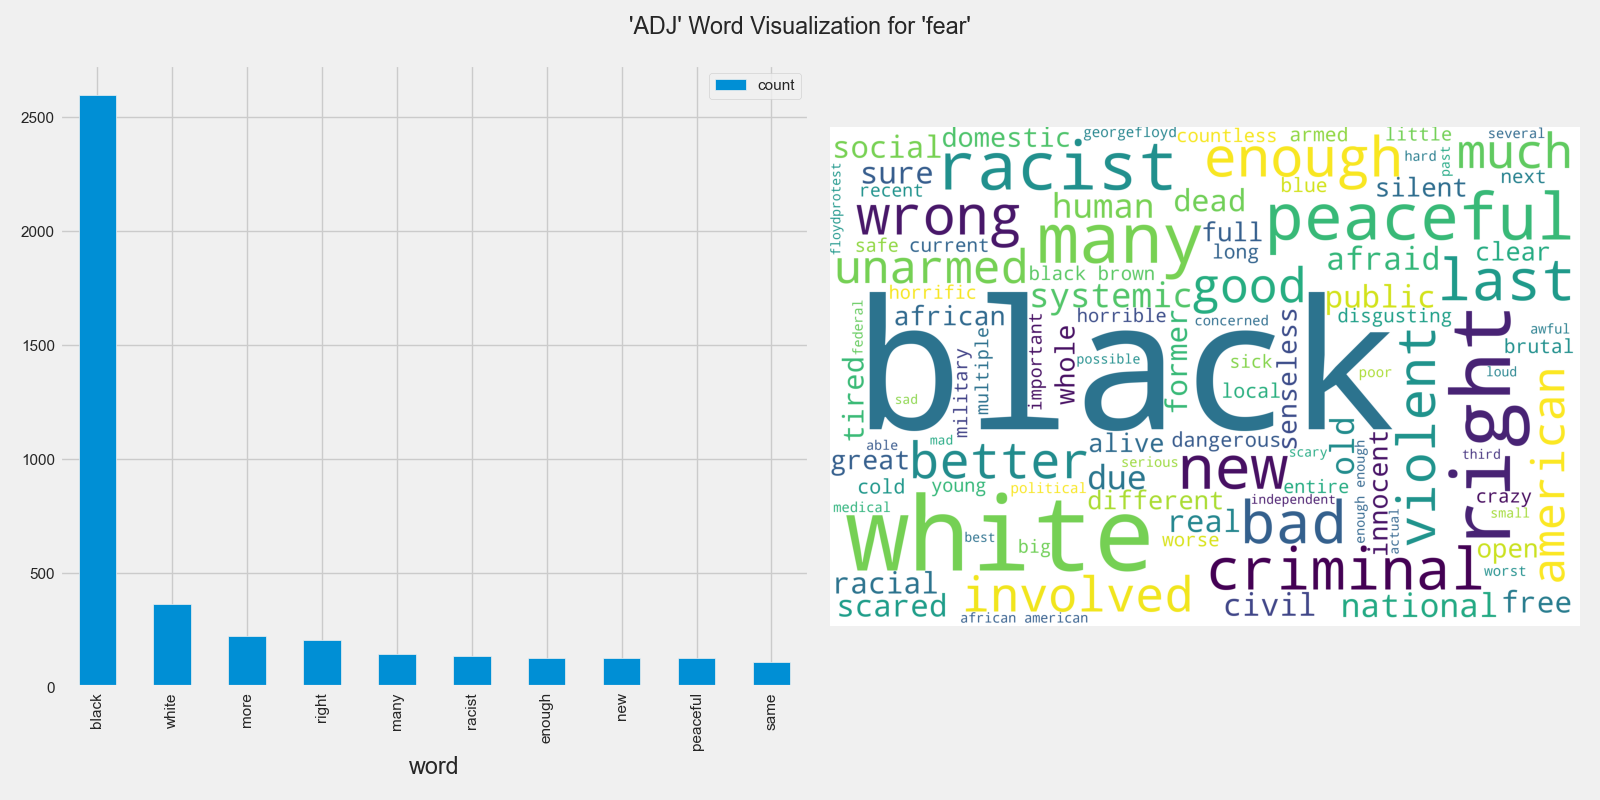 'ADJ' Word Visualization for 'fear'
count
2500
2000
1500
1000
500
0
black
white
more
right
many
racist
enough
new
peaceful
same
word
social
domestic
georgefloyd
countless
armed
little
several
much
racist
enough
hard
past
sure
recent
blue
silent
next
floydprotest
wrong
human
dead
peaceful
many
full
long
safe
current
unarmed
black brown
afraid
clear
last
horrific
systemic
good
public
african
horrible
concerned
disgusting
federal
tired
military
multiple
important
whole
possible
former
sick
local
senseless
poor
black
sad
violent
right
awful
brutal
loud
american
able
mad
alive
dangerous
old
great
better
serious
new
scary
enough enough
innocent
third
cold
young
political
due
different
entire
independent
crazy
small
medical
white
best
big
real
worse
bad
actual
open
worst
racial
criminal
scared
involved
civil
national
free
african american